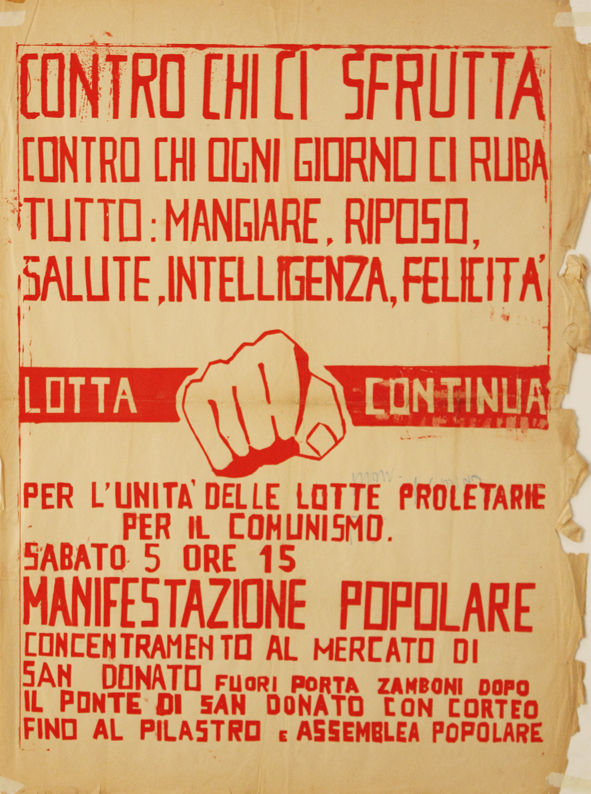 CONTRO CHI CI SFRUTTA
CONTRO CHI OGNI GIORNO CI RUBA
TUTTO: MANGIARE, RIPOSO,
SALUTE, INTELLIGENZA, FELICITA'
LOTTA CONTINUA
PER L'UNITA' DELLE LOTTE PROLETARIE
PER IL COMUNISMO.
SABATO 5 ORE 15
MANIFESTAZIONE POPOLARE
CONCENTRAMENTO AL MERCATO DI
SAN DONATO FUORI PORTA ZAMBONI DOPO
IL PONTE DI SAN DONATO CON CORTEO
FINO AL PILASTRO E ASSEMBLEA POPOLARE